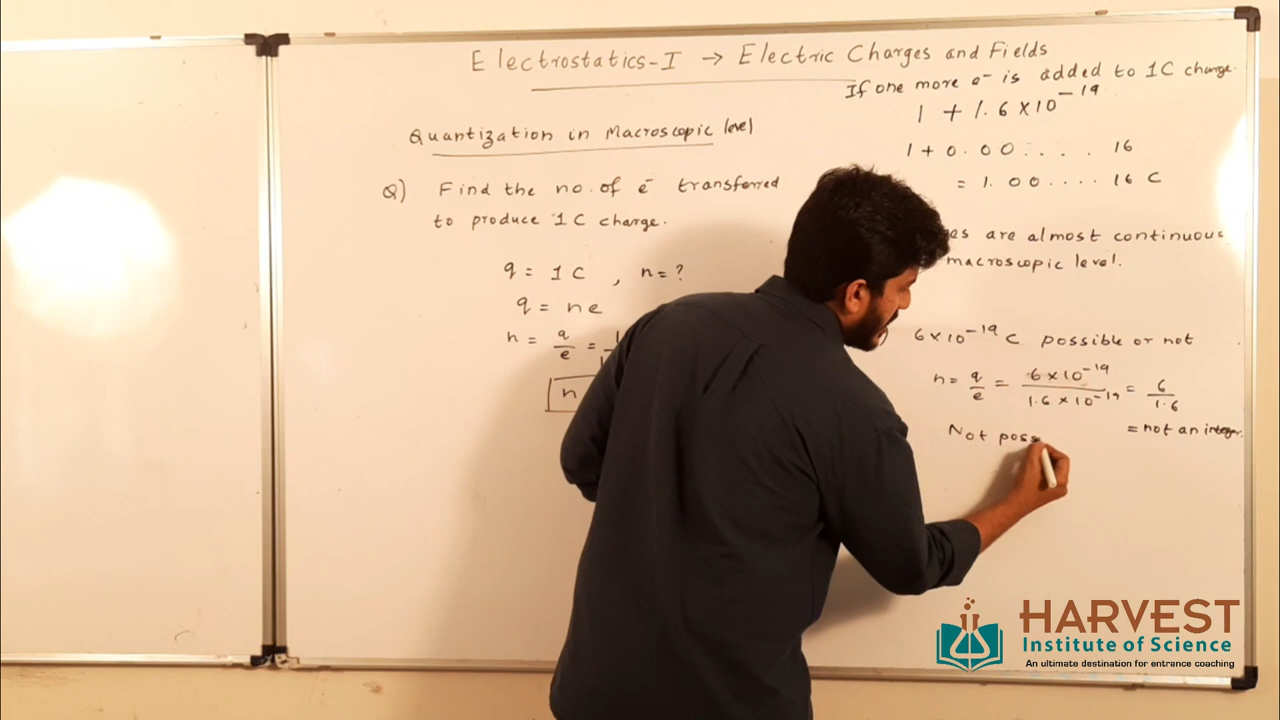 Electrostatics-I → Electric Charges and Fields
Quantization in Macroscopic level
Q) Find the no. of e⁻ transferred
to produce 1C charge.
q = 1C , n = ?
q = ne
n = q/e =
n
If one more e⁻ is added to 1C charge.
1 + 1.6×10⁻¹⁹
1 + 0.00.... 16
= 1.00.... 16 C
are almost continuous
macroscopic level.
6×10⁻¹⁹ C possible or not
n = q/e = 6×10⁻¹⁹/1.6×10⁻¹⁹ = 6/1.6
= not an integer.
Not poss
HARVEST
Institute of Science
An ultimate destination for entrance coaching